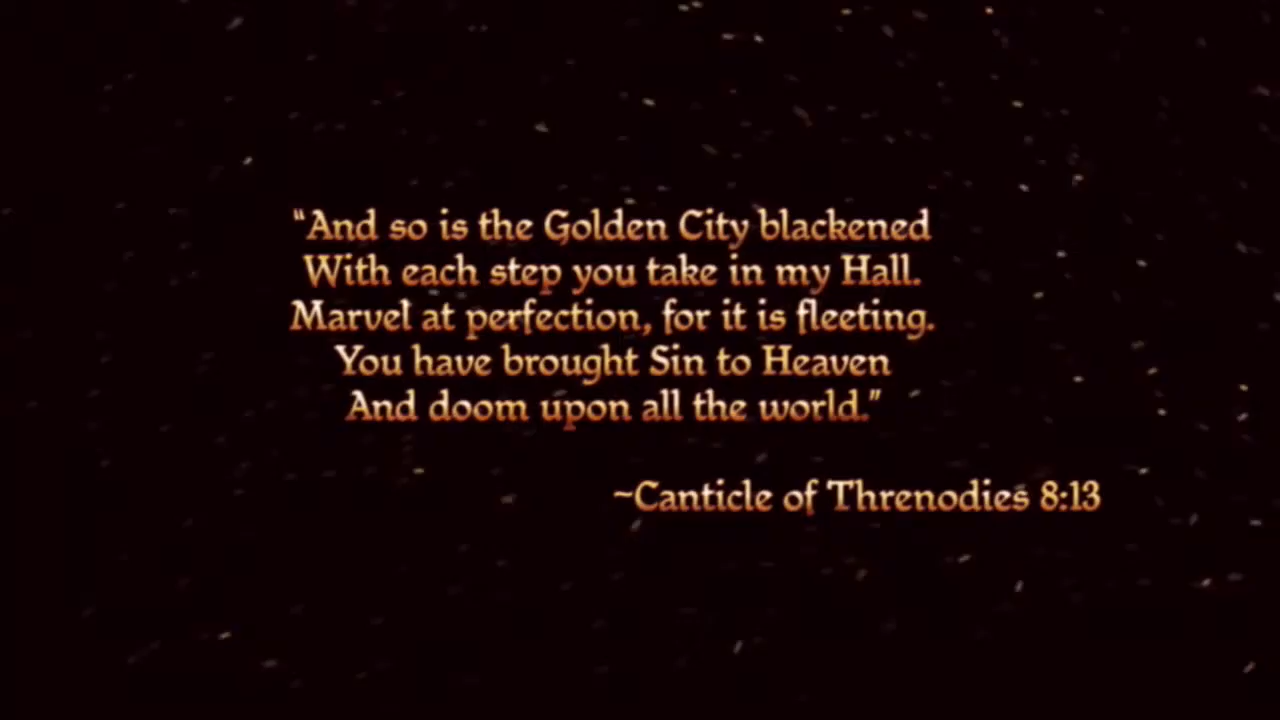 “And so is the Golden City blackened
With each step you take in my Hall.
Marvel at perfection, for it is fleeting.
You have brought Sin to Heaven
And doom upon all the world.”
~Canticle of Threnodies 8:13